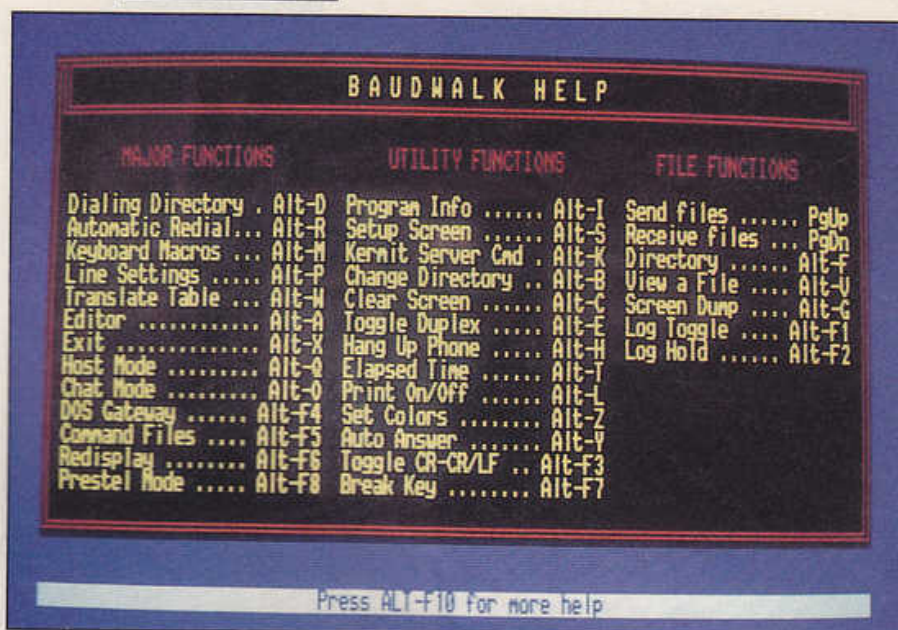 BAUDWALK HELP
MAJOR FUNCTIONS UTILITY FUNCTIONS FILE FUNCTIONS
Dialing Directory . Alt-D Program Info ...... Alt-I Send files ...... PgUp
Automatic Redial... Alt-R Setup Screen ...... Alt-S Receive files ... PgDn
Keyboard Macros ... Alt-M Kermit Server Cmd . Alt-K Directory ...... Alt-F
Line Settings ..... Alt-P Change Directory .. Alt-B View a File .... Alt-V
Translate Table ... Alt-W Clear Screen ...... Alt-C Screen Dump .... Alt-G
Editor ............ Alt-A Toggle Duplex ..... Alt-E Log Toggle .... Alt-F1
Exit .............. Alt-X Hang Up Phone ..... Alt-H Log Hold ...... Alt-F2
Host Mode ......... Alt-Q Elapsed Time ...... Alt-T
Chat Mode ......... Alt-O Print On/Off ...... Alt-L
DOS Gateway ...... Alt-F4 Set Colors ........ Alt-Z
Command Files .... Alt-F5 Auto Answer ....... Alt-Y
Redisplay ........ Alt-F6 Toggle CR-CR/LF .. Alt-F3
Prestel Mode ..... Alt-F8 Break Key ........ Alt-F7
Press ALT-F10 for more help